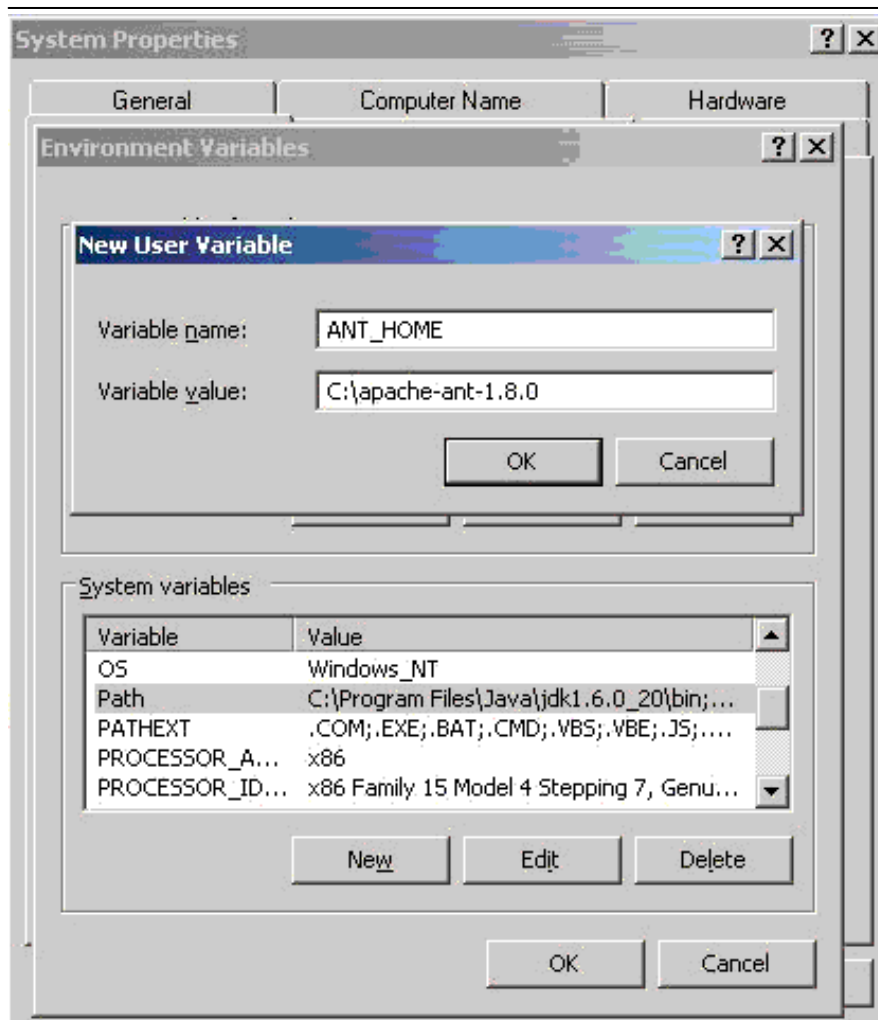 System Properties
General
Computer Name
Hardware
Environment Variables
New User Variable
Variable name:
ANT_HOME
Variable value:
C:\apache-ant-1.8.0
OK
Cancel
System variables
Variable Value
OS Windows_NT
Path C:\Program Files\Java\jdk1.6.0_20\bin;...
PATHEXT .COM;.EXE;.BAT;.CMD;.VBS;.VBE;.JS;....
PROCESSOR_A... x86
PROCESSOR_ID... x86 Family 15 Model 4 Stepping 7, Genu...
New
Edit
Delete
OK
Cancel